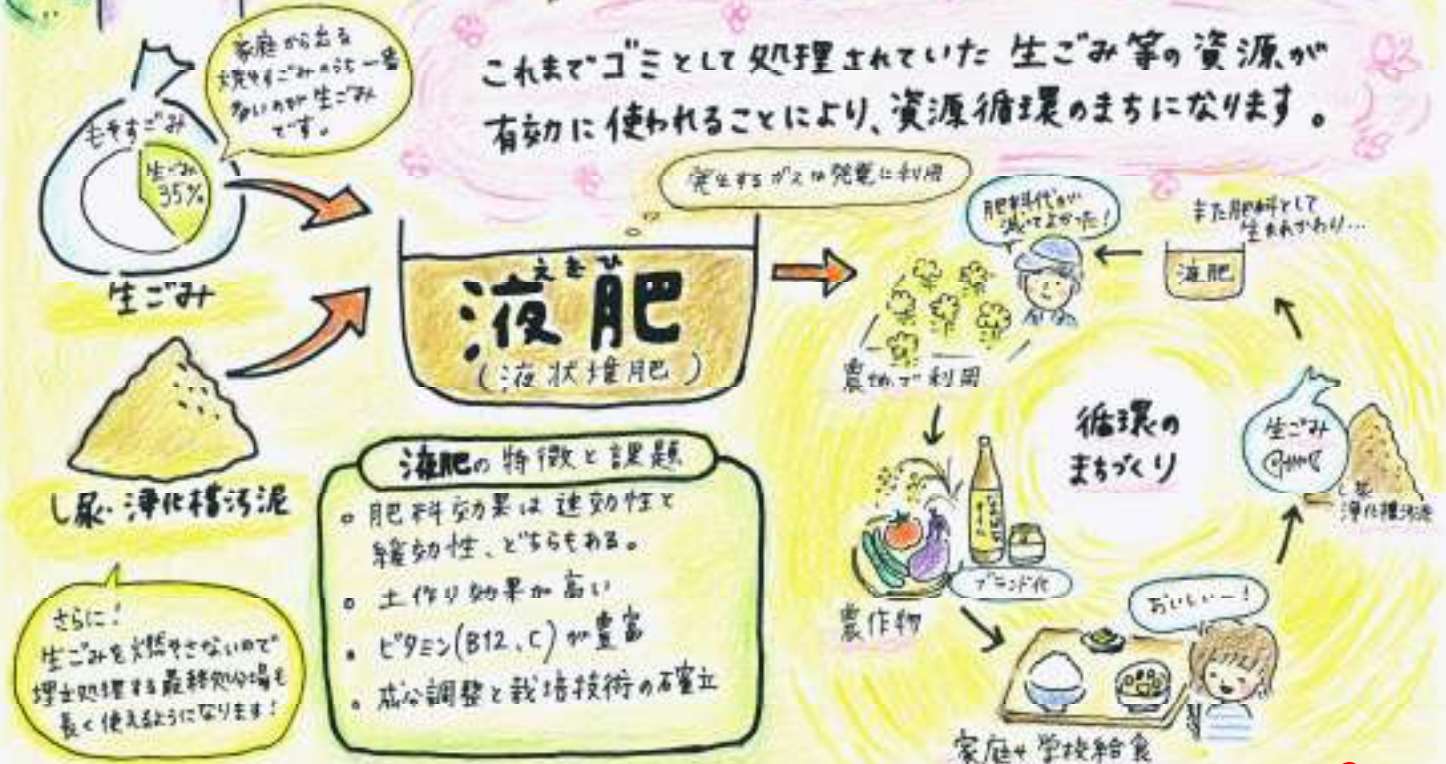 これまでゴミとして処理されていた 生ごみ等の資源が
有効に使われることにより、資源循環のまちになります。
家庭から出る
燃やすごみのうち一番
多いのが生ごみ
です。
もやすごみ
生ごみ
35%
生ごみ
し尿・浄化槽汚泥
さらに!
生ごみを燃やさないので
埋立処理する最終処分場も
長く使えるようになります!
発生するガスは発電に利用
えきひ
液肥
(液状堆肥)
液肥の特徴と課題
○ 肥料効果は速効性と
緩効性、どちらもある。
○ 土作り効果が高い
○ ビタミン(B12、C)が豊富
○ 成分調整と栽培技術の確立
肥料代が
減ってよかった!
農地で利用
農作物
ブランド化
おいしいー!
家庭や学校給食
生ごみ
し尿
浄化槽汚泥
また肥料として
生まれかわり…
液肥
循環の
まちづくり